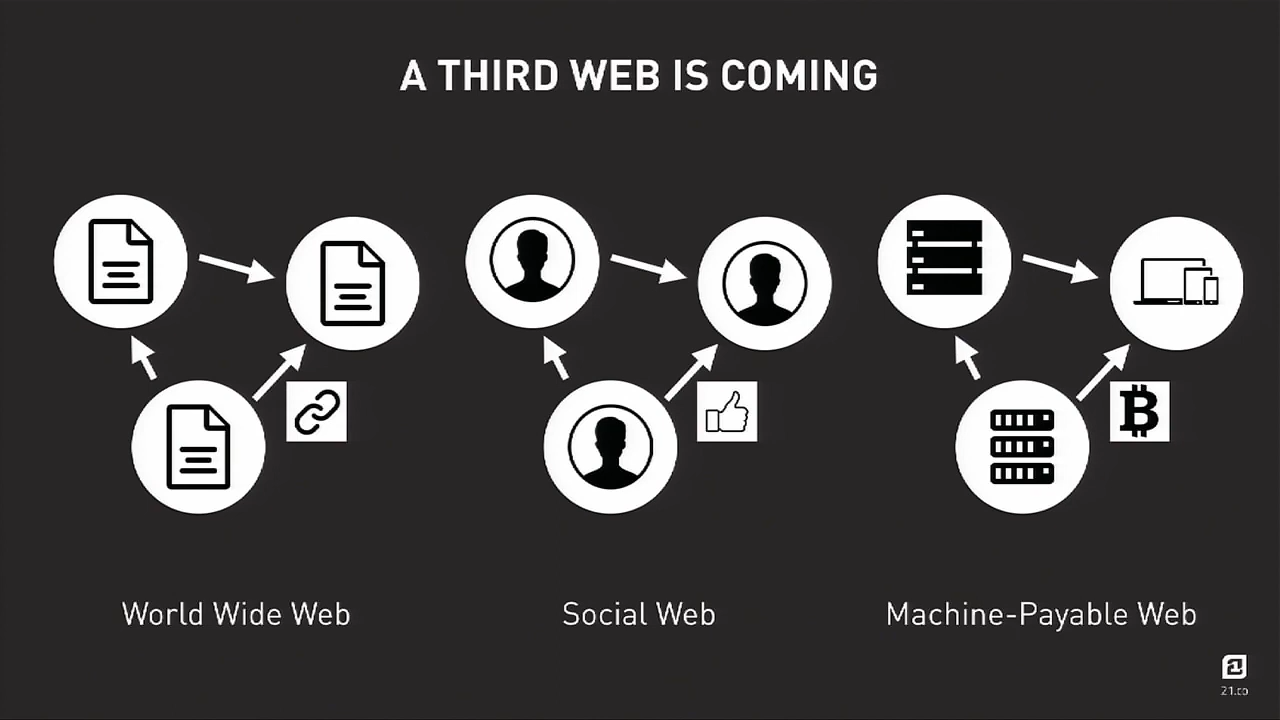 A THIRD WEB IS COMING
World Wide Web
Social Web
Machine-Payable Web
21.co